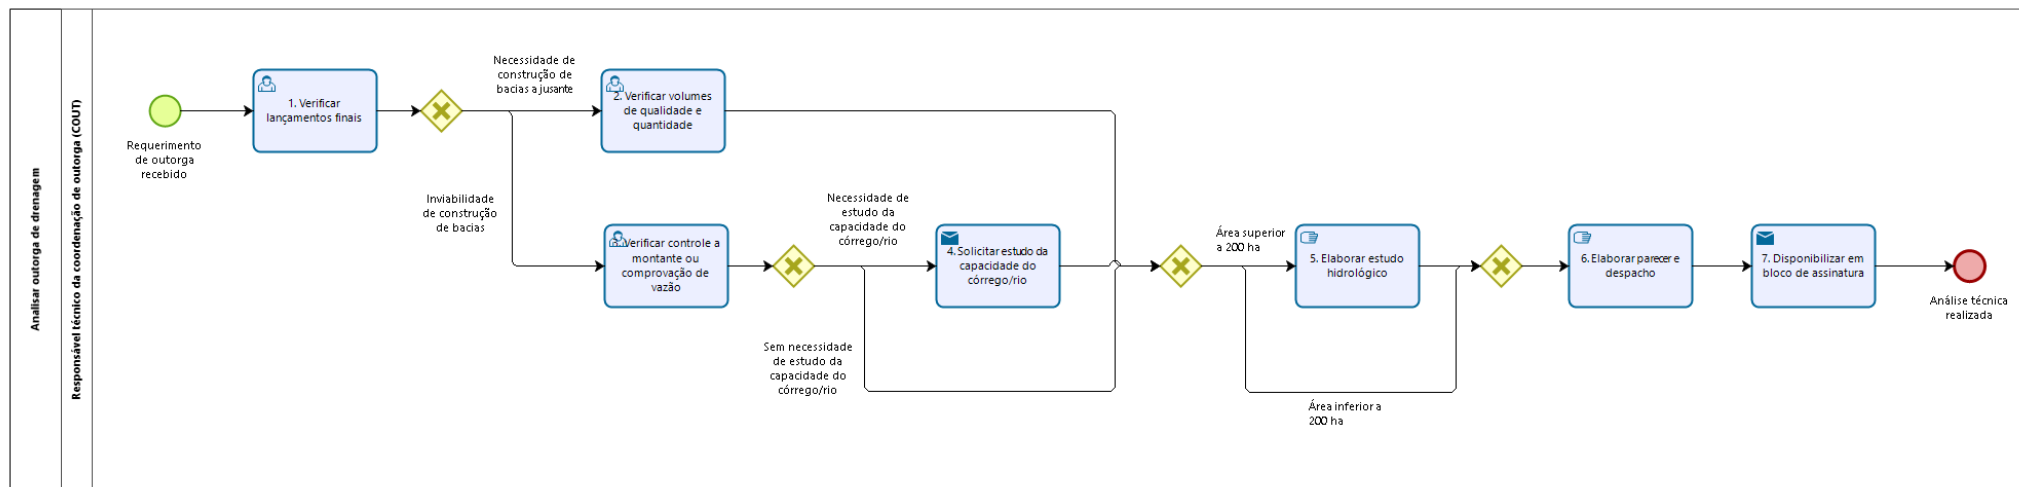 Analisar outorga de drenagem
Responsável técnico da coordenação de outorga (COUT)
Requerimento
de outorga
recebido
1. Verificar
lançamentos finais
Necessidade de
construção de
bacias a jusante
Inviabilidade
de construção
de bacias
2. Verificar volumes
de qualidade e
quantidade
3. Verificar controle a
montante ou
comprovação de
vazão
Necessidade de
estudo da
capacidade do
córrego/rio
Sem necessidade
de estudo da
capacidade do
córrego/rio
4. Solicitar estudo da
capacidade do
córrego/rio
Área superior
a 200 ha
Área inferior a
200 ha
5. Elaborar estudo
hidrológico
6. Elaborar parecer e
despacho
7. Disponibilizar em
bloco de assinatura
Análise técnica
realizada